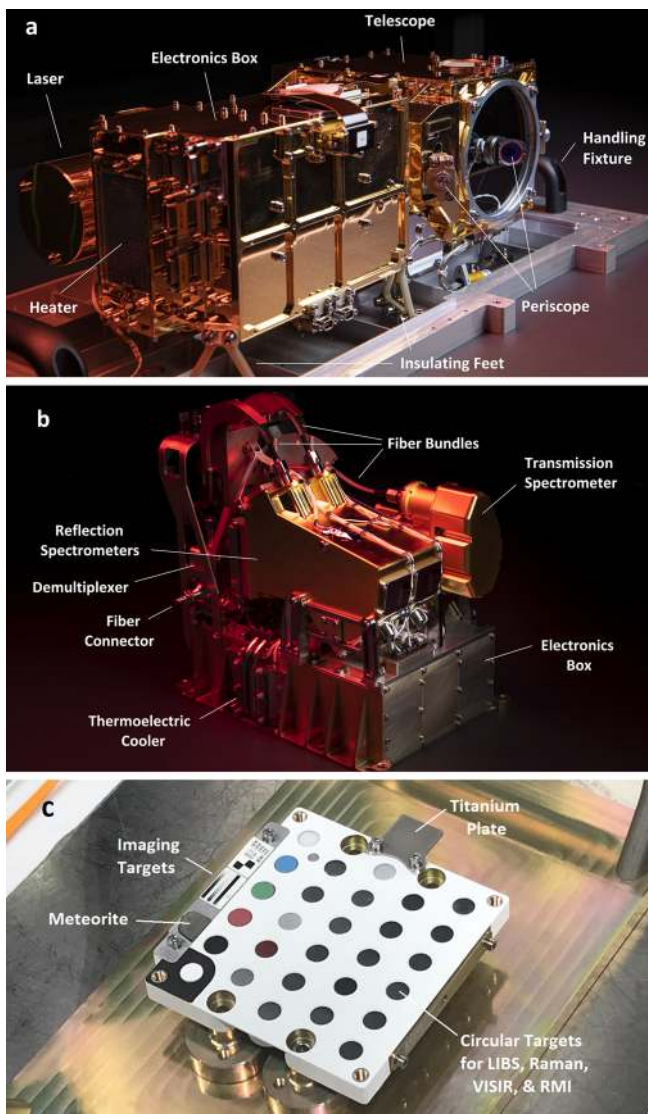 a
Telescope
Electronics Box
Laser
Handling
Fixture
Heater
Periscope
Insulating Feet
b
Fiber Bundles
Transmission
Spectrometer
Reflection
Spectrometers
Demultiplexer
Fiber
Connector
Electronics
Box
Thermoelectric
Cooler
c
Titanium
Plate
Imaging
Targets
Meteorite
Circular Targets
for LIBS, Raman,
VISIR, & RMI